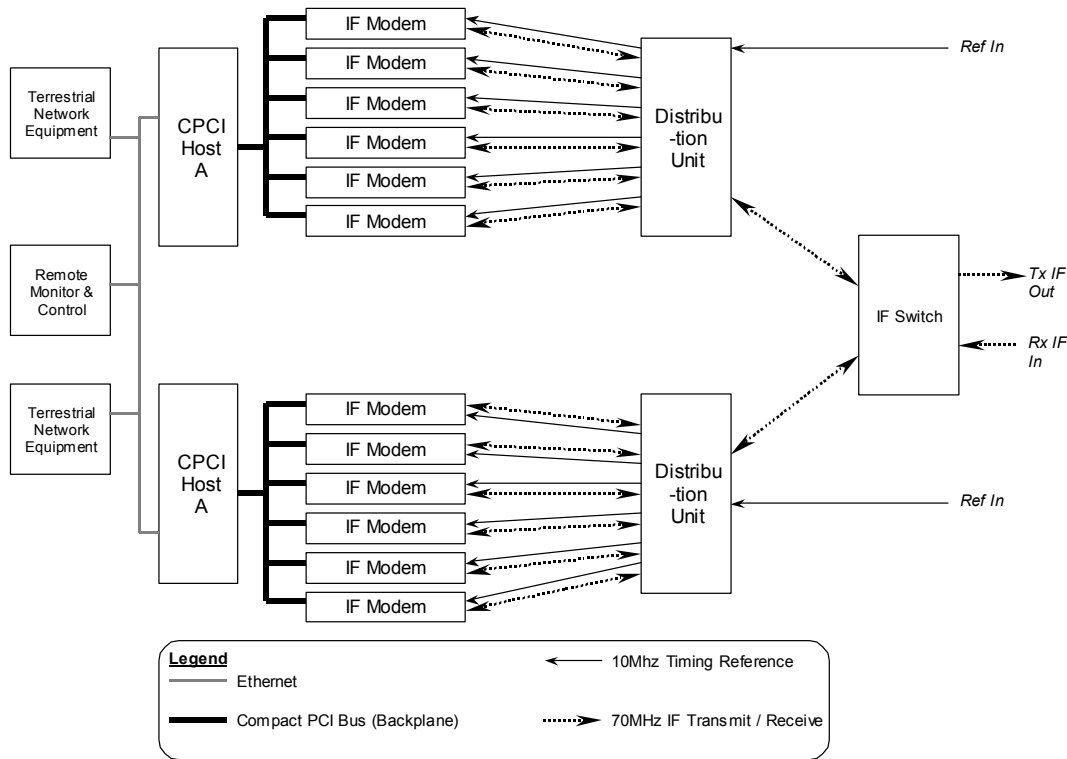 IF Modem
IF Modem
IF Modem
IF Modem
IF Modem
IF Modem
Terrestrial
Network
Equipment
CPCI
Host
A
Distribu
-tion
Unit
Ref In
Remote
Monitor &
Control
IF Switch
Tx IF
Out
Rx IF
In
Terrestrial
Network
Equipment
CPCI
Host
A
IF Modem
IF Modem
IF Modem
IF Modem
IF Modem
IF Modem
Distribu
-tion
Unit
Ref In
Legend
Ethernet
Compact PCI Bus (Backplane)
10Mhz Timing Reference
70MHz IF Transmit / Receive